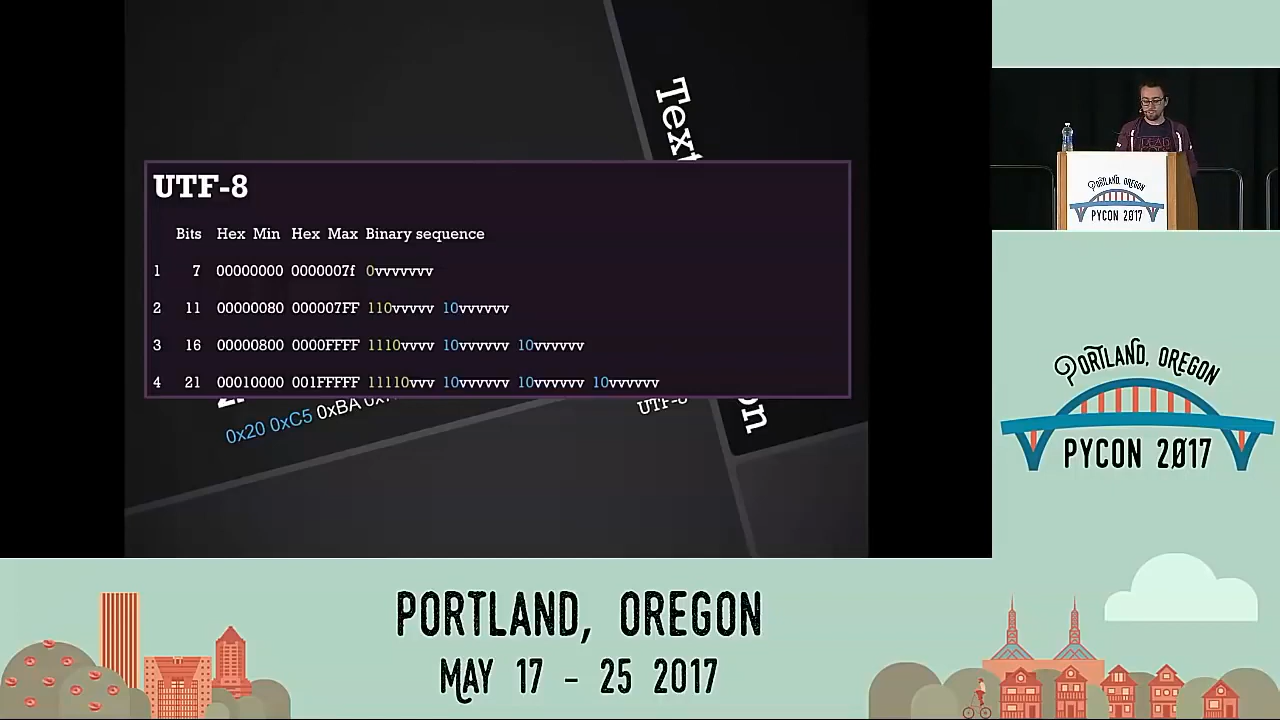 Text
UTF-8
Bits Hex Min Hex Max Binary sequence
1 7 00000000 0000007f 0vvvvvvv
2 11 00000080 000007FF 110vvvvv 10vvvvvv
3 16 00000800 0000FFFF 1110vvvv 10vvvvvv 10vvvvvv
4 21 00010000 001FFFFF 11110vvv 10vvvvvv 10vvvvvv 10vvvvvv
0x20 0xC5 0xBA
UTF-8
on
DEAD
PORTLAND, OREGON
PYCON 2017
PORTLAND, OREGON
PYCON 2017
PORTLAND, OREGON
MAY 17 - 25 2017